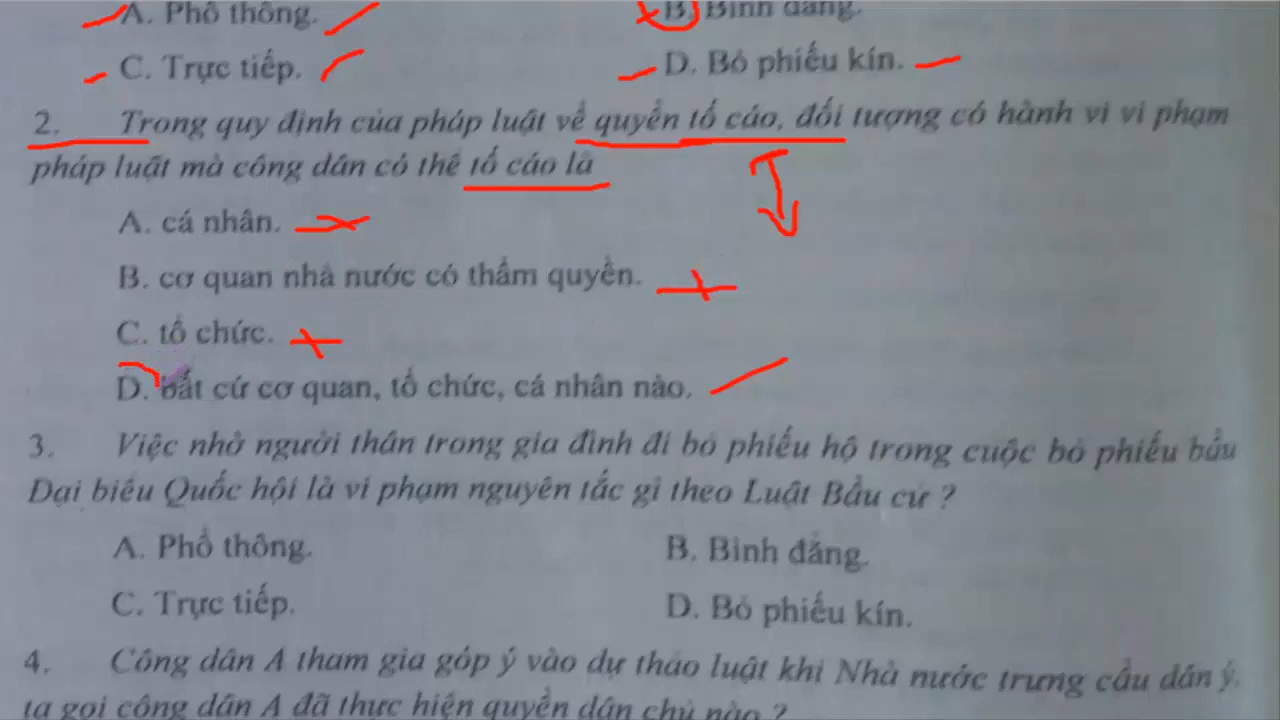 A. Phổ thông. B. Bình đẳng.
C. Trực tiếp. D. Bỏ phiếu kín.
2. Trong quy định của pháp luật về quyền tố cáo, đối tượng có hành vi vi phạm
pháp luật mà công dân có thể tố cáo là
A. cá nhân.
B. cơ quan nhà nước có thẩm quyền.
C. tổ chức.
D. bất cứ cơ quan, tổ chức, cá nhân nào.
3. Việc nhờ người thân trong gia đình đi bỏ phiếu hộ trong cuộc bỏ phiếu bầu
Đại biểu Quốc hội là vi phạm nguyên tắc gì theo Luật Bầu cử ?
A. Phổ thông. B. Bình đẳng.
C. Trực tiếp. D. Bỏ phiếu kín.
4. Công dân A tham gia góp ý vào dự thảo luật khi Nhà nước trưng cầu dân ý,
ta gọi công dân A đã thực hiện quyền dân chủ nào ?